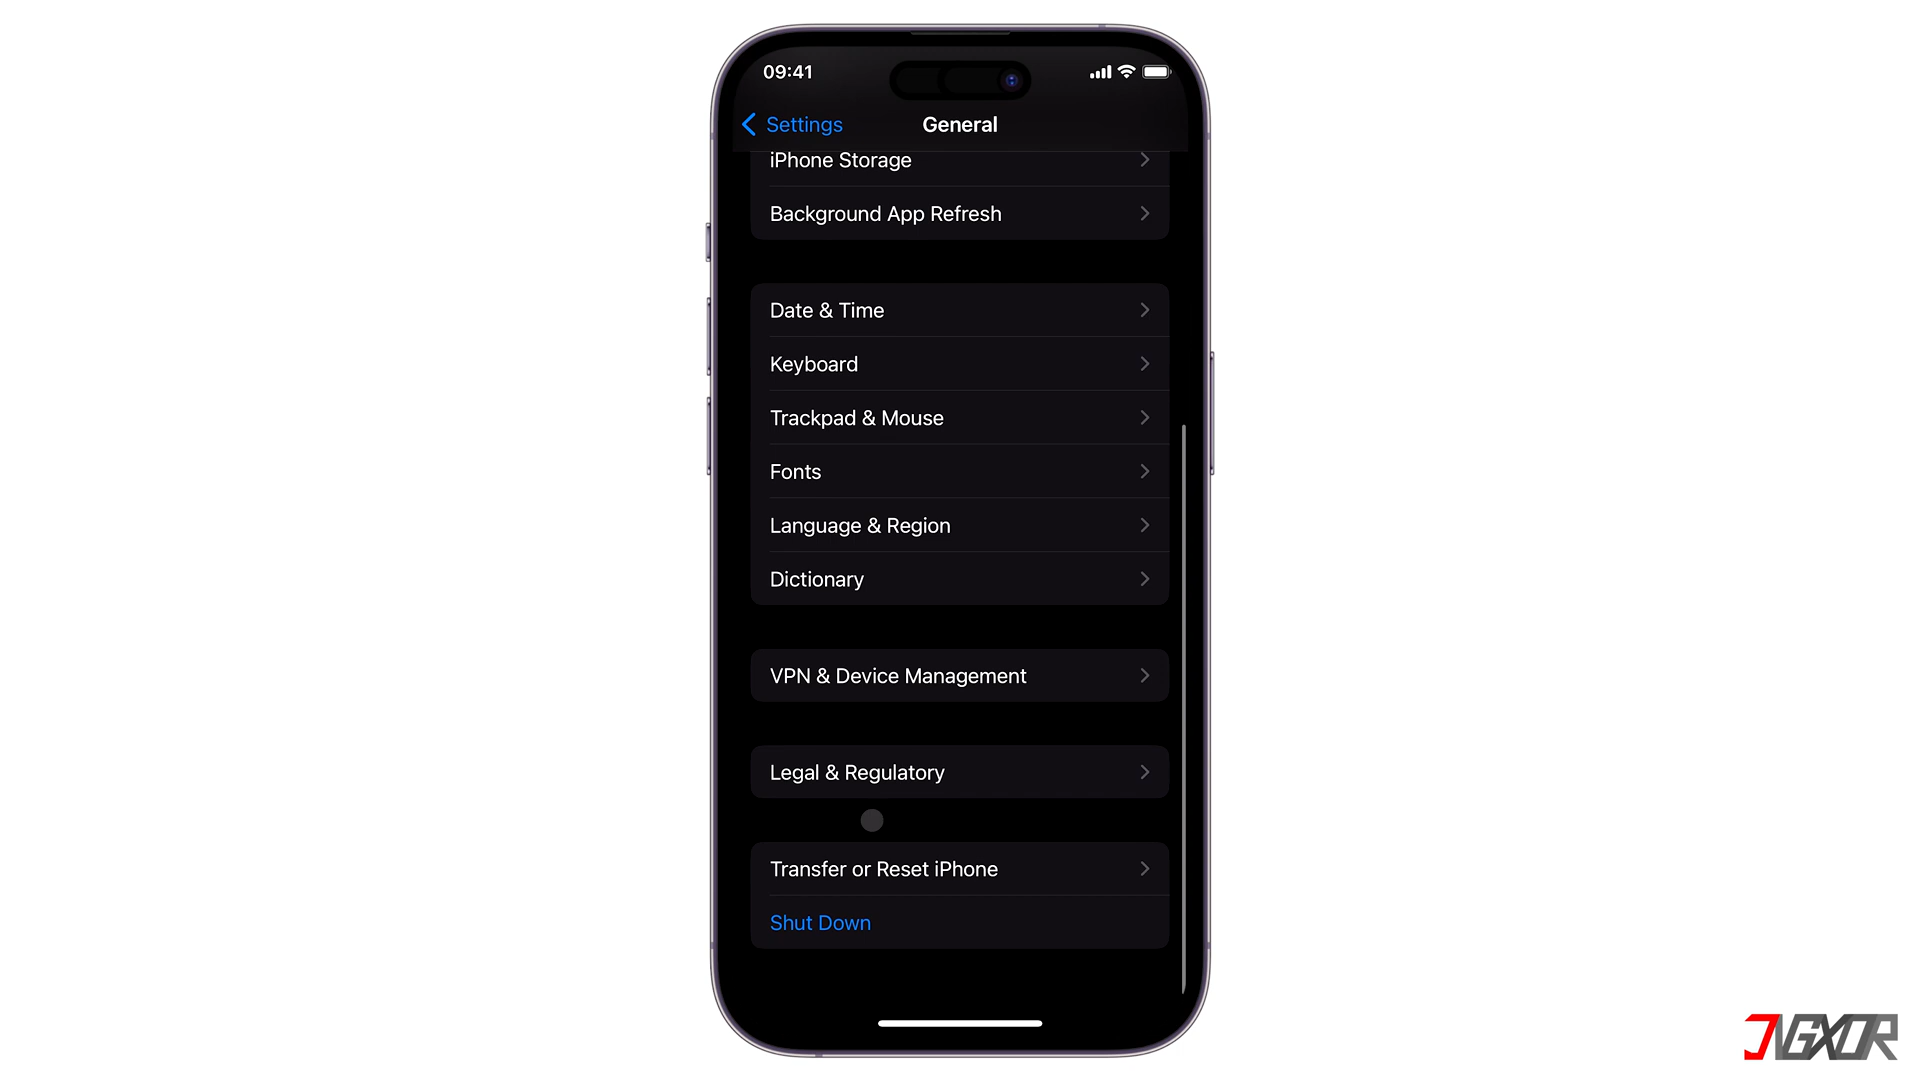 09:41
Settings
General
iPhone Storage
Background App Refresh
Date & Time
Keyboard
Trackpad & Mouse
Fonts
Language & Region
Dictionary
VPN & Device Management
Legal & Regulatory
Transfer or Reset iPhone
Shut Down
JVGXOR